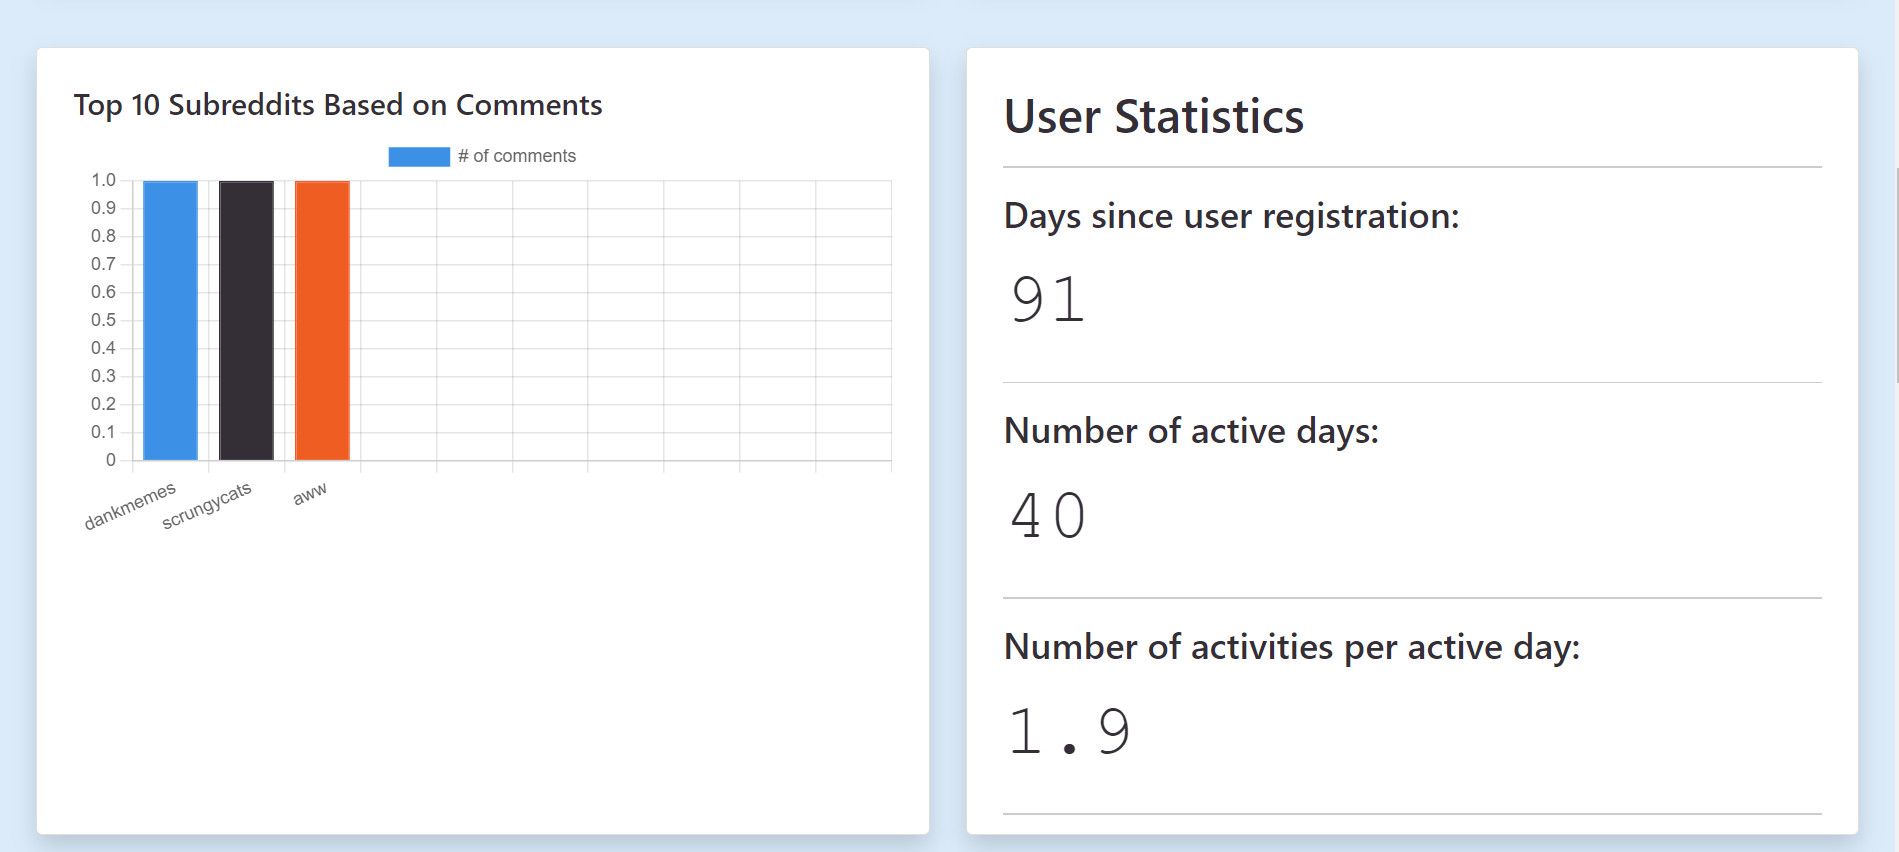 Top 10 Subreddits Based on Comments
# of comments
1.0
0.9
0.8
0.7
0.6
0.5
0.4
0.3
0.2
0.1
0
dankmemes
scrungycats
aww
User Statistics
Days since user registration:
91
Number of active days:
40
Number of activities per active day:
1.9